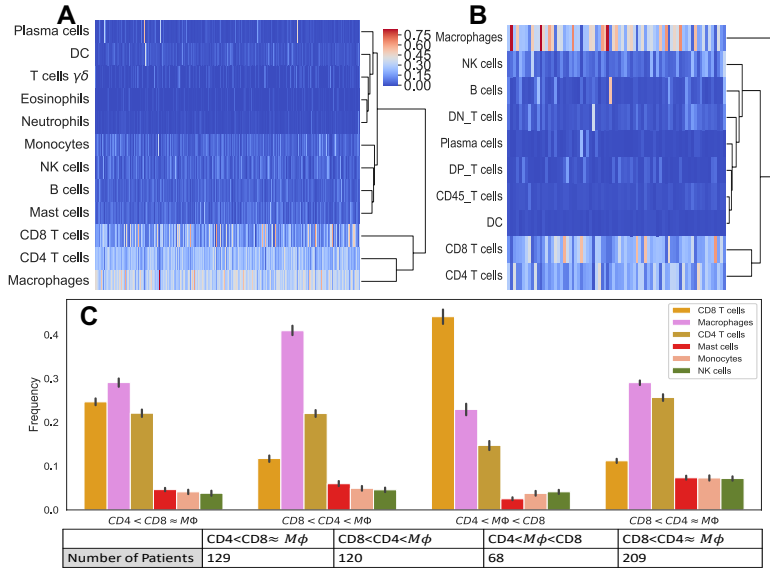 A
Plasma cells
DC
T cells γδ
Eosinophils
Neutrophils
Monocytes
NK cells
B cells
Mast cells
CD8 T cells
CD4 T cells
Macrophages
0.75
0.60
0.45
0.30
0.15
0.00
B
Macrophages
NK cells
B cells
DN_T cells
Plasma cells
DP_T cells
CD45_T cells
DC
CD8 T cells
CD4 T cells
C
Frequency
0.4
0.3
0.2
0.1
0.0
CD8 T cells
Macrophages
CD4 T cells
Mast cells
Monocytes
NK cells
CD4 < CD8 ≈ MΦ
CD8 < CD4 < MΦ
CD4 < MΦ < CD8
CD8 < CD4 ≈ MΦ
CD4<CD8≈ Mϕ CD8<CD4<Mϕ CD4<Mϕ<CD8 CD8<CD4≈ Mϕ
Number of Patients 129 120 68 209